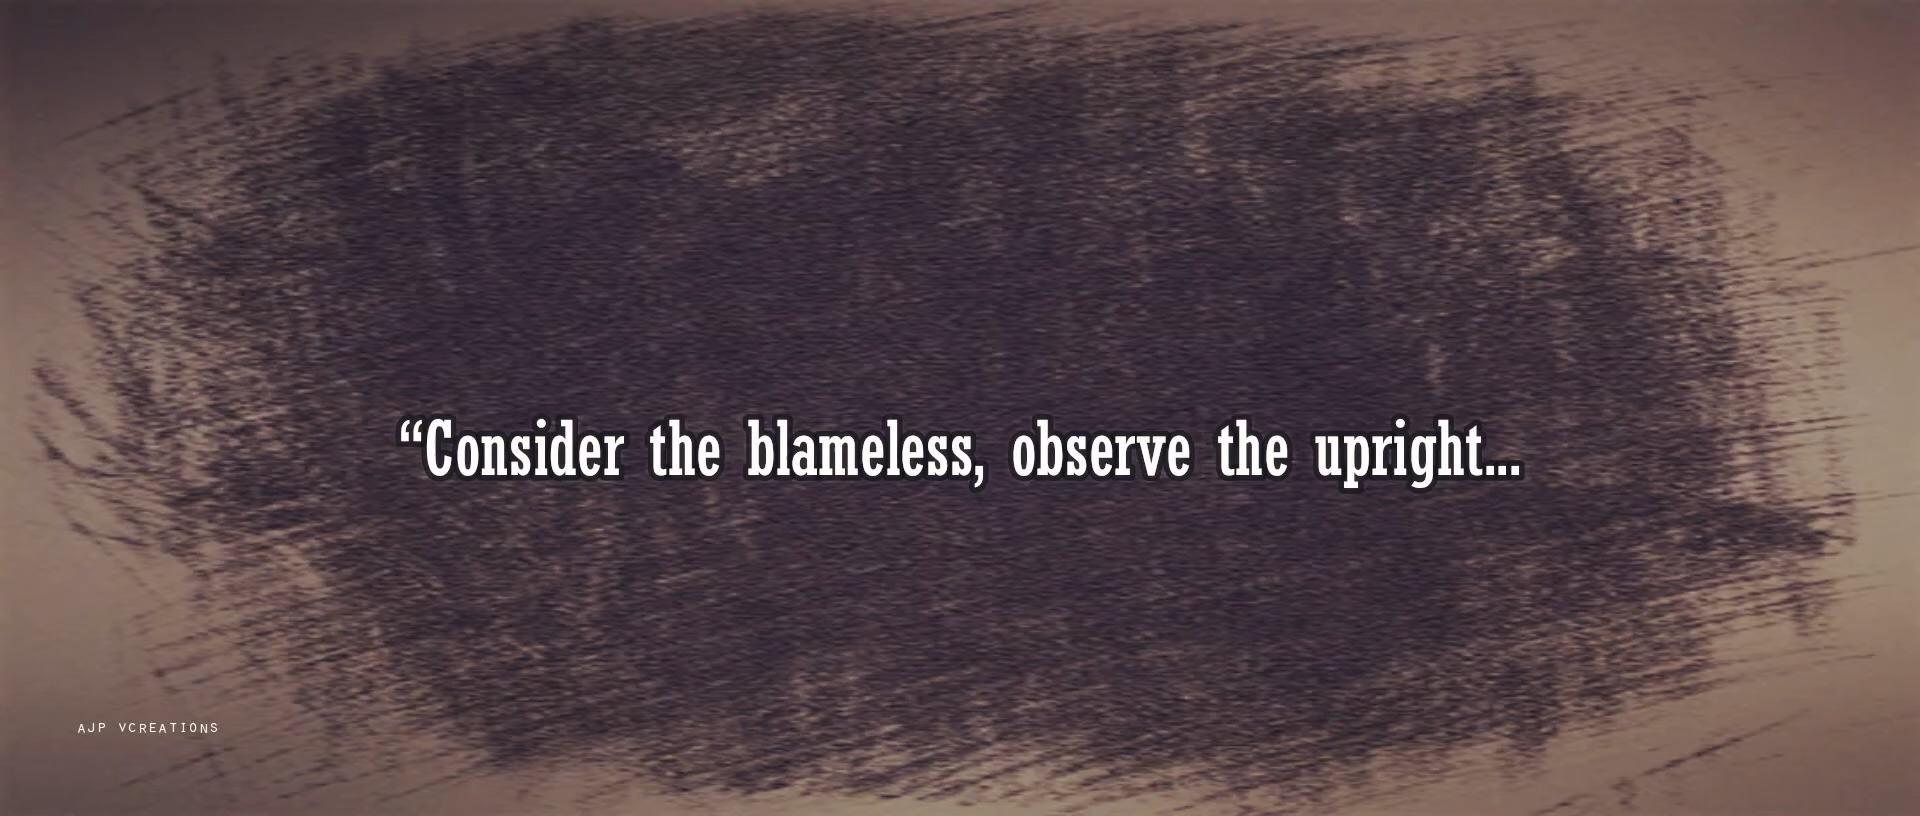 “Consider the blameless, observe the upright...
AJP VCREATIONS